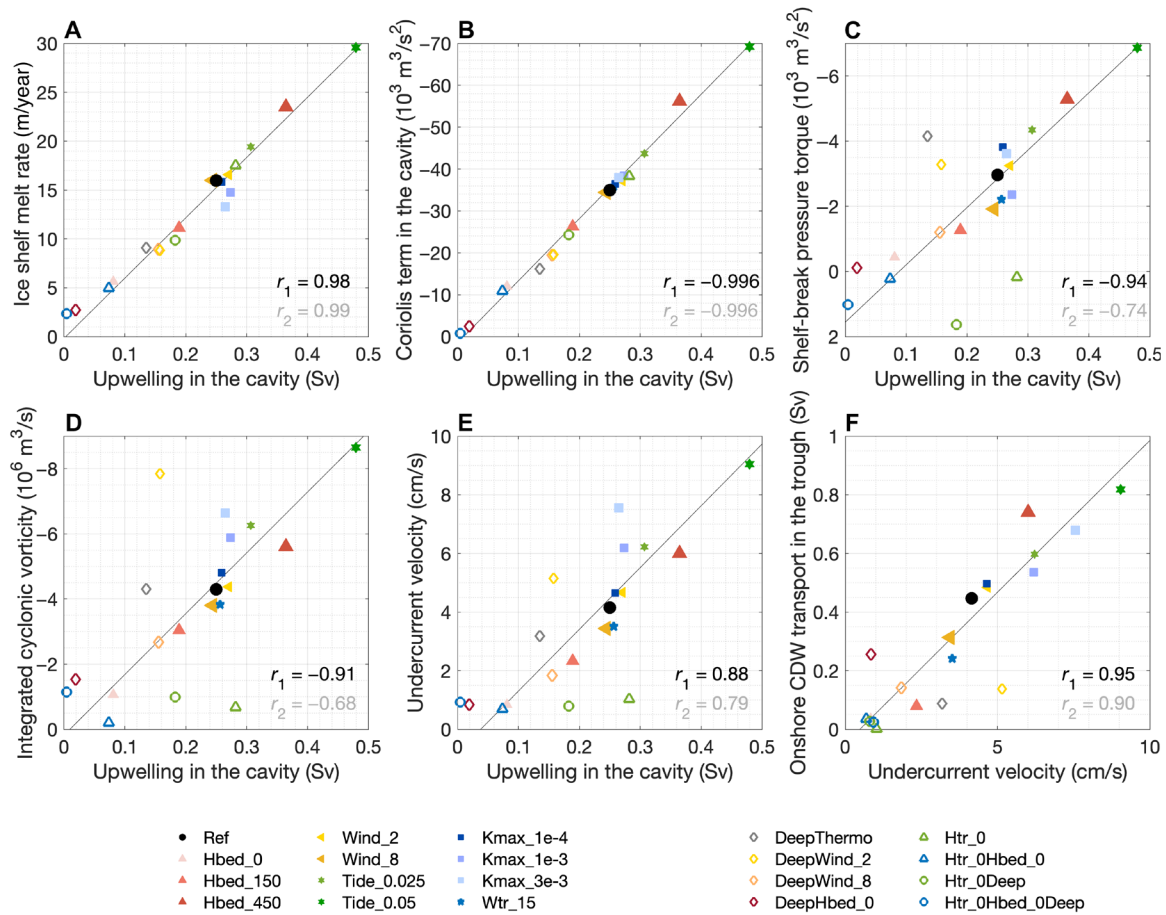 A
Ice shelf melt rate (m/year)
30
25
20
15
10
5
0
r1 = 0.98
r2 = 0.99
0 0.1 0.2 0.3 0.4 0.5
Upwelling in the cavity (Sv)
B
Coriolis term in the cavity (10³ m³/s²)
−70
−60
−50
−40
−30
−20
−10
0
r1 = −0.996
r2 = −0.996
0 0.1 0.2 0.3 0.4 0.5
Upwelling in the cavity (Sv)
C
Shelf-break pressure torque (10³ m³/s²)
−6
−4
−2
0
2
r1 = −0.94
r2 = −0.74
0 0.1 0.2 0.3 0.4 0.5
Upwelling in the cavity (Sv)
D
Integrated cyclonic vorticity (10⁶ m³/s)
−8
−6
−4
−2
0
r1 = −0.91
r2 = −0.68
0 0.1 0.2 0.3 0.4 0.5
Upwelling in the cavity (Sv)
E
Undercurrent velocity (cm/s)
10
8
6
4
2
0
r1 = 0.88
r2 = 0.79
0 0.1 0.2 0.3 0.4 0.5
Upwelling in the cavity (Sv)
F
Onshore CDW transport in the trough (Sv)
1
0.8
0.6
0.4
0.2
0
r1 = 0.95
r2 = 0.90
0 5 10
Undercurrent velocity (cm/s)
Ref
Hbed_0
Hbed_150
Hbed_450
Wind_2
Wind_8
Tide_0.025
Tide_0.05
Kmax_1e-4
Kmax_1e-3
Kmax_3e-3
Wtr_15
DeepThermo
DeepWind_2
DeepWind_8
DeepHbed_0
Htr_0
Htr_0Hbed_0
Htr_0Deep
Htr_0Hbed_0Deep